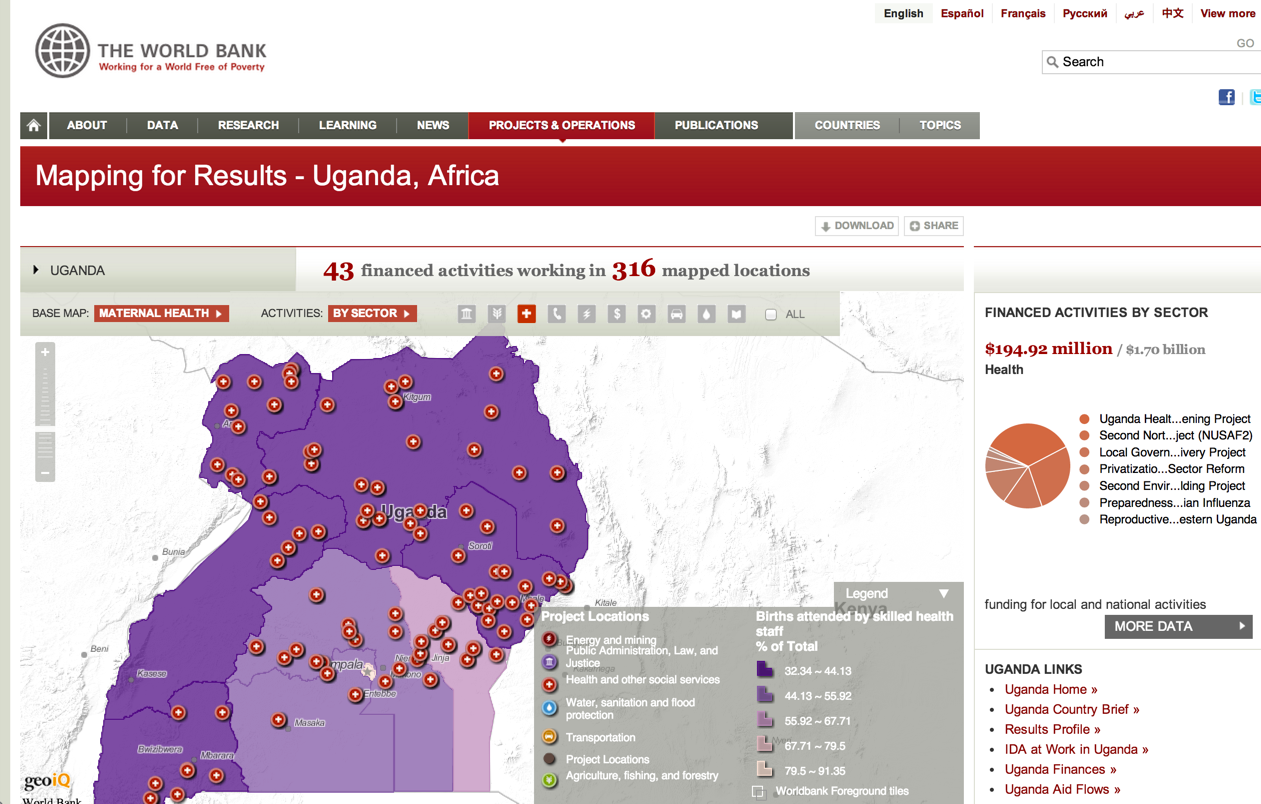 English Español Français Русский عربي 中文 View more
THE WORLD BANK
Working for a World Free of Poverty
GO
Search
ABOUT DATA RESEARCH LEARNING NEWS PROJECTS & OPERATIONS PUBLICATIONS COUNTRIES TOPICS
Mapping for Results - Uganda, Africa
DOWNLOAD SHARE
UGANDA
43 financed activities working in 316 mapped locations
BASE MAP: MATERNAL HEALTH ACTIVITIES: BY SECTOR ALL
Kitgum
Uganda
Soroti
Bunia
Kitale
Kenya
Beni
Kasese
Jinja
Entebbe
Masaka
Bwizibwera
Mbarara
geoIQ
World Bank
Legend
Project Locations
Energy and mining
Public Administration, Law, and
Justice
Health and other social services
Water, sanitation and flood
protection
Transportation
Project Locations
Agriculture, fishing, and forestry
Births attended by skilled health
staff
% of Total
32.34 ~ 44.13
44.13 ~ 55.92
55.92 ~ 67.71
67.71 ~ 79.5
79.5 ~ 91.35
Worldbank Foreground tiles
FINANCED ACTIVITIES BY SECTOR
$194.92 million / $1.70 billion
Health
Uganda Healt...ening Project
Second Nort...ject (NUSAF2)
Local Govern...ivery Project
Privatizatio...Sector Reform
Second Envir...lding Project
Preparedness...ian Influenza
Reproductive...estern Uganda
funding for local and national activities
MORE DATA
UGANDA LINKS
Uganda Home »
Uganda Country Brief »
Results Profile »
IDA at Work in Uganda »
Uganda Finances »
Uganda Aid Flows »